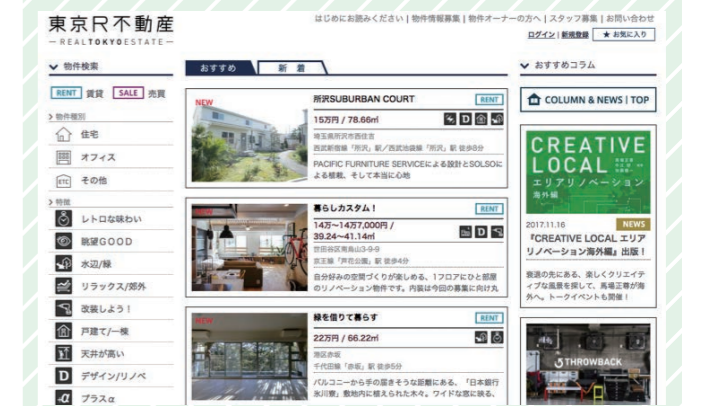 東京R不動産
—REALTOKYOESTATE—
はじめにお読みください | 物件情報募集 | 物件オーナーの方へ | スタッフ募集 | お問い合わせ
ログイン | 新規登録
★ お気に入り
物件検索
RENT 賃貸 SALE 売買
物件種別
住宅
オフィス
ETC その他
特徴
レトロな味わい
眺望GOOD
水辺/緑
リラックス/郊外
改装しよう!
戸建て/一棟
天井が高い
D デザイン/リノベ
+α プラスα
おすすめ
新着
NEW
所沢SUBURBAN COURT
RENT
15万円 / 78.66㎡
D
埼玉県所沢市西住吉
西武新宿線「所沢」駅/西武池袋線「所沢」駅 徒歩8分
PACIFIC FURNITURE SERVICEによる設計とSOLSOに
よる植栽、そして本当に心地
NEW
暮らしカスタム!
RENT
14万〜14万7,000円 /
39.24〜41.14㎡
D
世田谷区南烏山3-9-9
京王線「芦花公園」駅 徒歩4分
自分好みの空間づくりが楽しめる、1フロアにひと部屋
のリノベーション物件です。内装は今回の募集に向け丸
NEW
緑を借りて暮らす
RENT
22万円 / 66.22㎡
港区赤坂
千代田線「赤坂」駅 徒歩5分
バルコニーから手の届きそうな距離にある、「日本銀行
氷川寮」敷地内に植えられた木々。ワイドな窓に映る、
おすすめコラム
COLUMN & NEWS | TOP
CREATIVE
LOCAL
エリアリノベーション
海外編
2017.11.16
NEWS
『CREATIVE LOCAL エリア
リノベーション海外編』出版!
衰退の先にある、楽しくクリエイテ
ィブな風景を探して、馬場正尊が海
外へ。トークイベントも開催!
THROWBACK